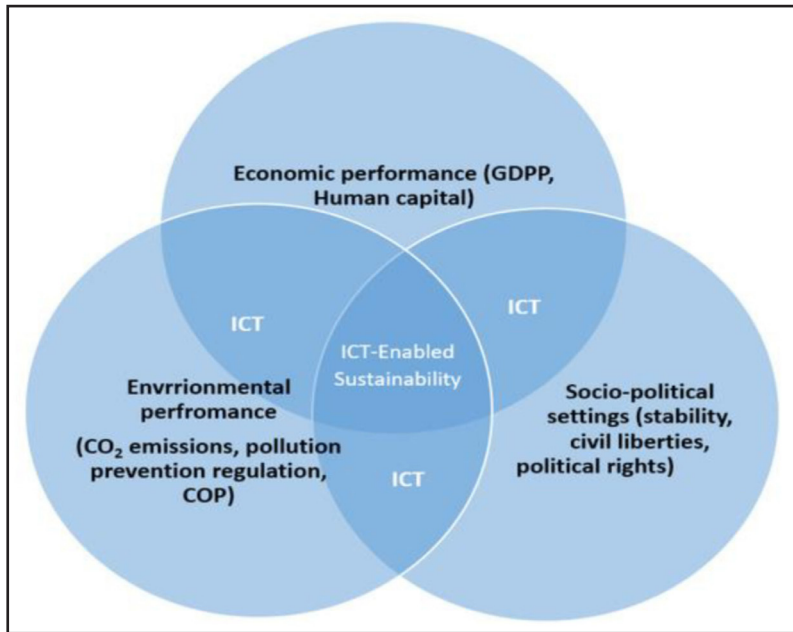 Economic performance (GDPP,
Human capital)
ICT
ICT
ICT-Enabled
Sustainability
Envrrionmental
perfromance
(CO₂ emissions, pollution
prevention regulation,
COP)
Socio-political
settings (stability,
civil liberties,
political rights)
ICT